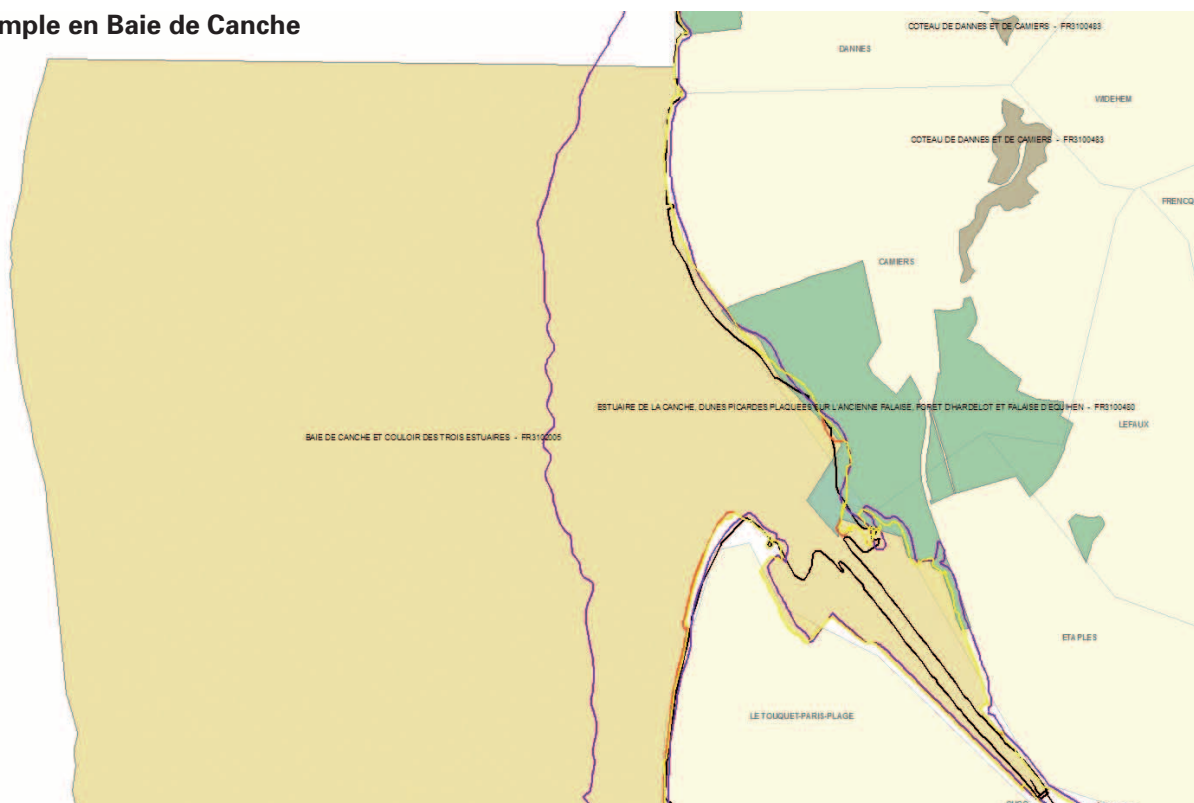 mple en Baie de Canche
COTEAU DE DANNES ET DE CAMIERS - FR3100483
DANNES
WIDEHEM
COTEAU DE DANNES ET DE CAMIERS - FR3100483
FRENCQ
CAMIERS
ESTUAIRE DE LA CANCHE, DUNES PICARDES PLAQUEES SUR L'ANCIENNE FALAISE, FORET D'HARDELOT ET FALAISE D'EQUIHEN - FR3100480
LEFAUX
BAIE DE CANCHE ET COULOIR DES TROIS ESTUAIRES - FR3102005
ETAPLES
LE TOUQUET-PARIS-PLAGE